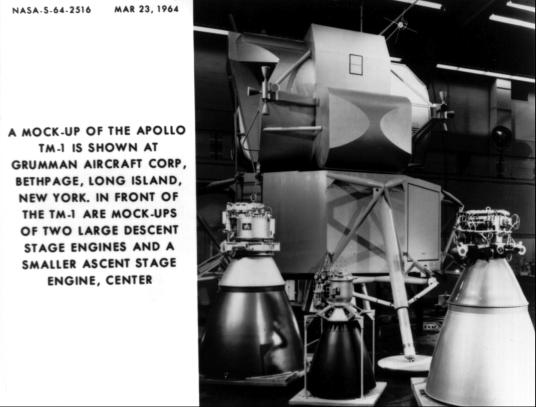 NASA-S-64-2516 MAR 23, 1964
A MOCK-UP OF THE APOLLO
TM-1 IS SHOWN AT
GRUMMAN AIRCRAFT CORP,
BETHPAGE, LONG ISLAND,
NEW YORK. IN FRONT OF
THE TM-1 ARE MOCK-UPS
OF TWO LARGE DESCENT
STAGE ENGINES AND A
SMALLER ASCENT STAGE
ENGINE, CENTER